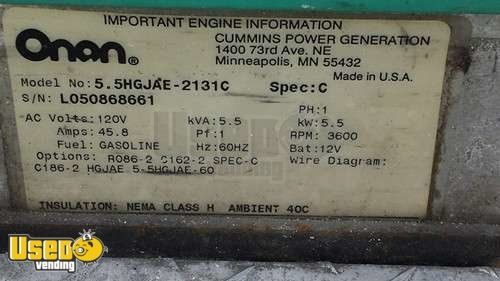 IMPORTANT ENGINE INFORMATION
Onan
CUMMINS POWER GENERATION
1400 73rd Ave. NE
Minneapolis, MN 55432
Made in U.S.A.
Model No: 5.5HGJAE-2131C Spec: C
S/N: L050868661
PH:1
AC Volts: 120V kVA: 5.5 kW: 5.5
Amps: 45.8 Pf: 1 RPM: 3600
Fuel: GASOLINE Hz: 60HZ Bat: 12V
Options: R086-2 C162-2 SPEC-C Wire Diagram:
C186-2 HGJAE 5-5HGJAE-60
INSULATION: NEMA CLASS H AMBIENT 40C
Used vending
Used vending